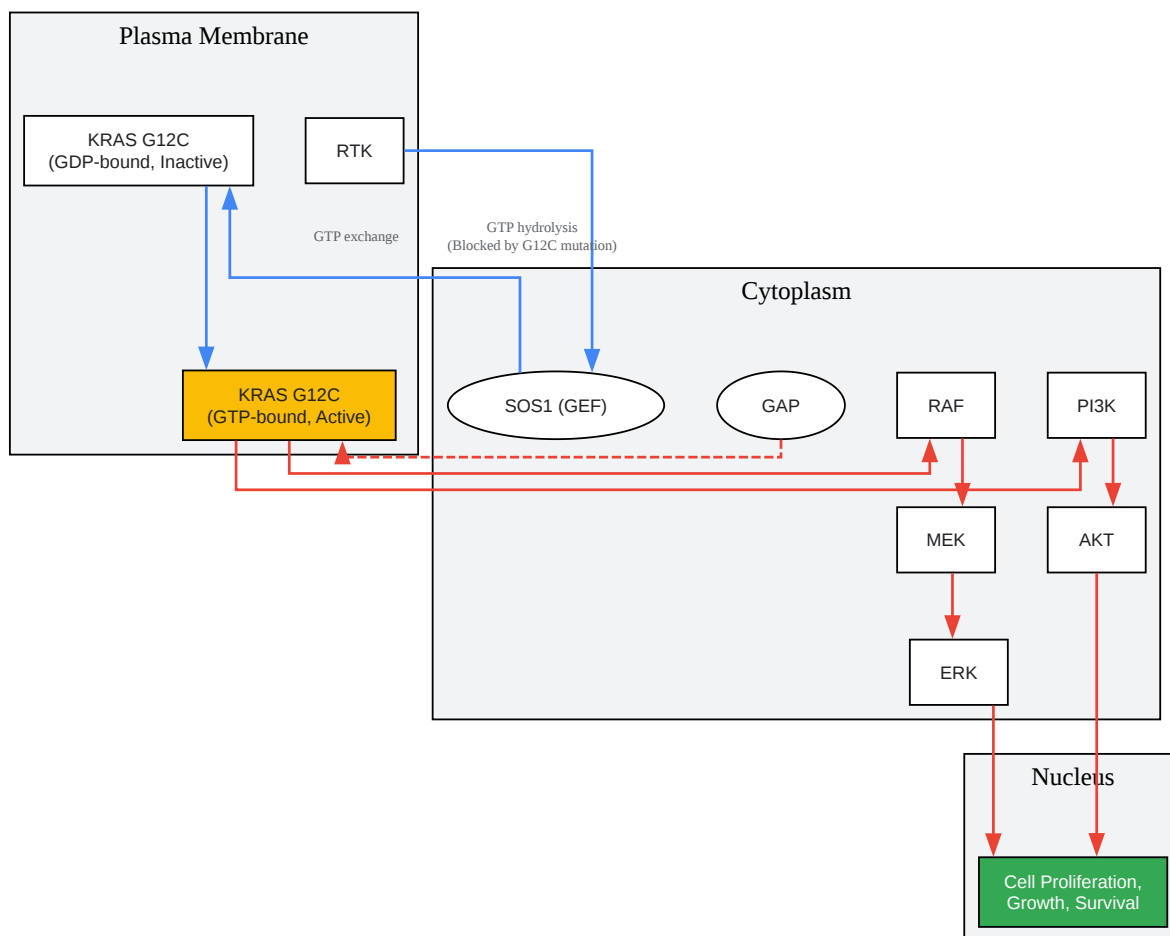 Plasma Membrane
KRAS G12C
(GDP-bound, Inactive)
RTK
GTP exchange
GTP hydrolysis
(Blocked by G12C mutation)
Cytoplasm
KRAS G12C
(GTP-bound, Active)
SOS1 (GEF)
GAP
RAF
PI3K
MEK
AKT
ERK
Nucleus
Cell Proliferation,
Growth, Survival